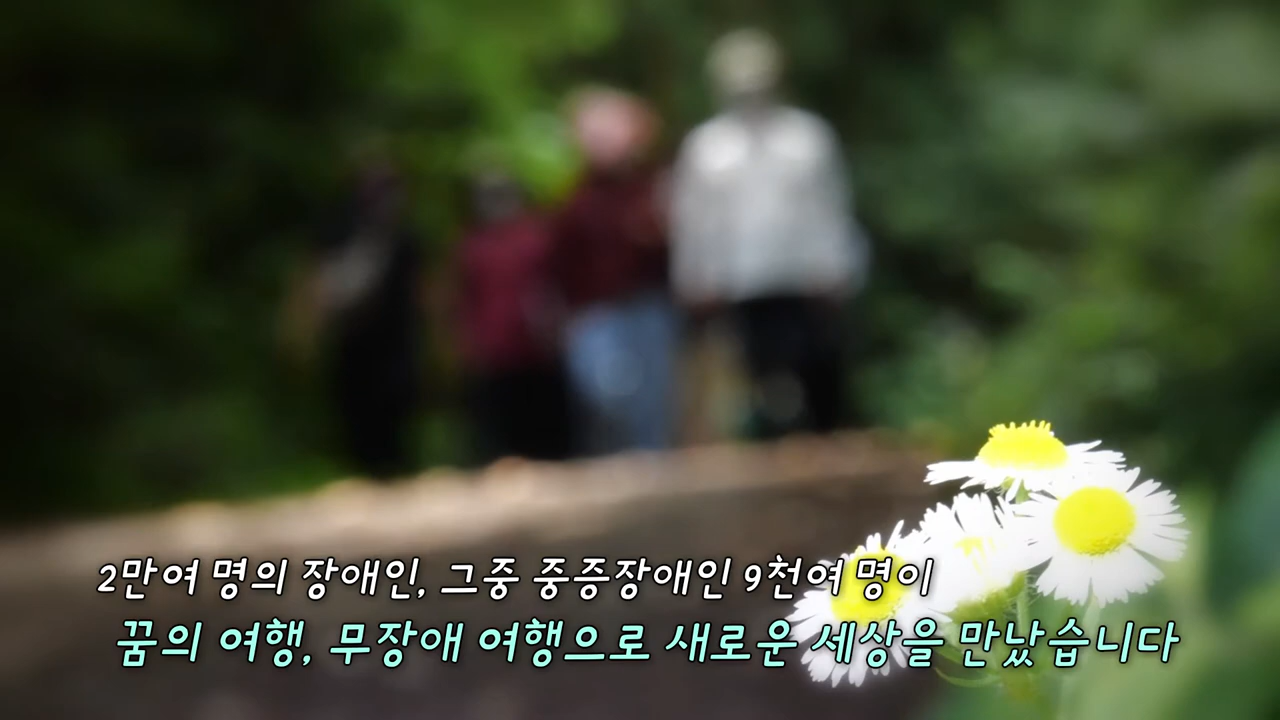 2만여 명의 장애인, 그중 중증장애인 9천여 명이
꿈의 여행, 무장애 여행으로 새로운 세상을 만났습니다